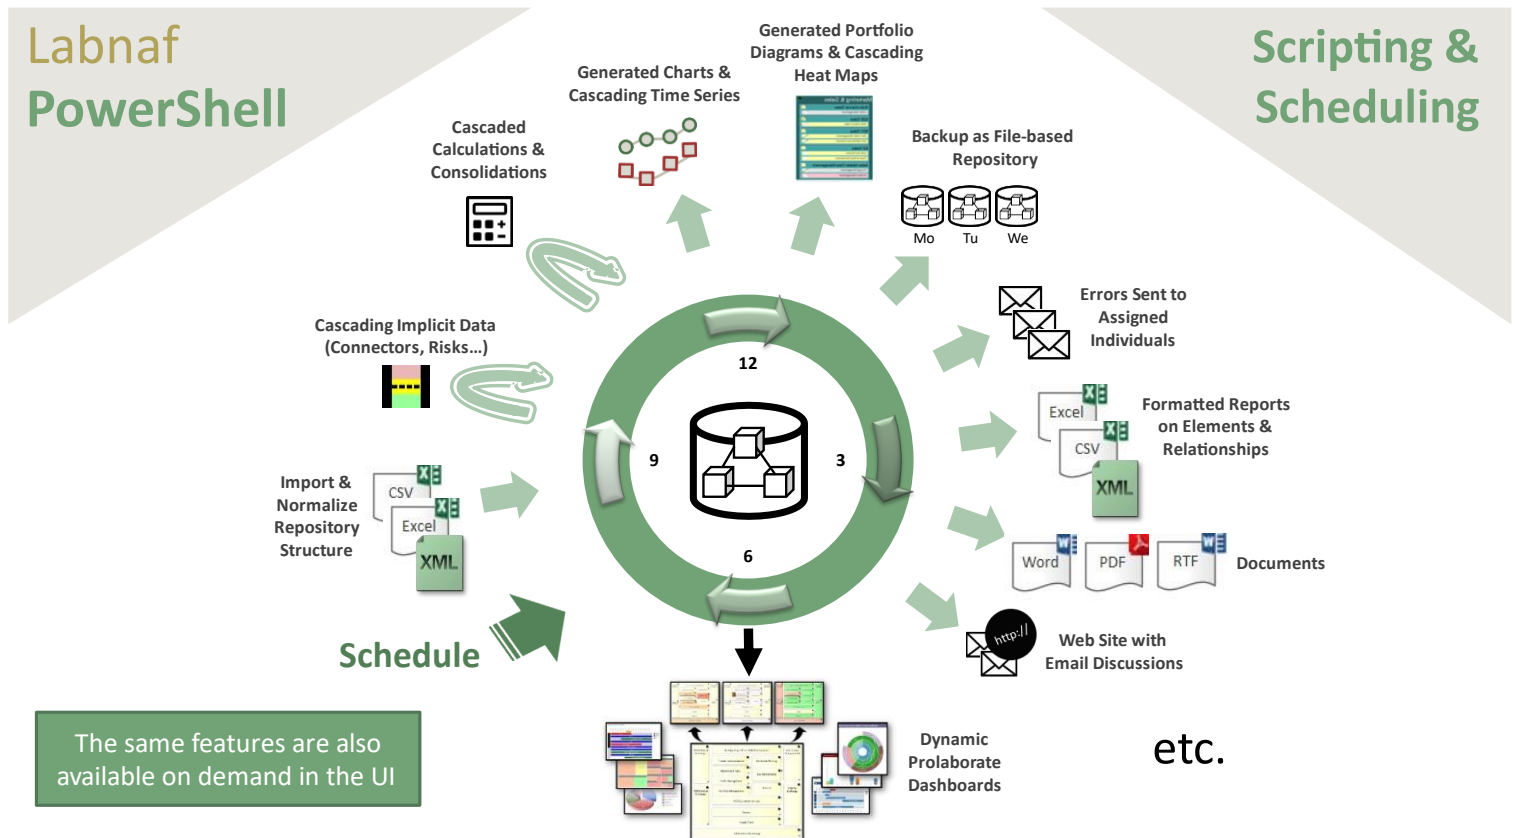 Labnaf
PowerShell
Scripting &
Scheduling
Generated Portfolio
Diagrams & Cascading
Heat Maps
Generated Charts &
Cascading Time Series
Cascaded
Calculations &
Consolidations
Backup as File-based
Repository
Mo Tu We
Errors Sent to
Assigned
Individuals
Cascading Implicit Data
(Connectors, Risks...)
12
3
6
9
Excel
CSV
XML
Formatted Reports
on Elements &
Relationships
Import &
Normalize
Repository
Structure
CSV
Excel
XML
Word
PDF
RTF
Documents
http://
Web Site with
Email Discussions
Schedule
The same features are also
available on demand in the UI
Dynamic
Prolaborate
Dashboards
etc.